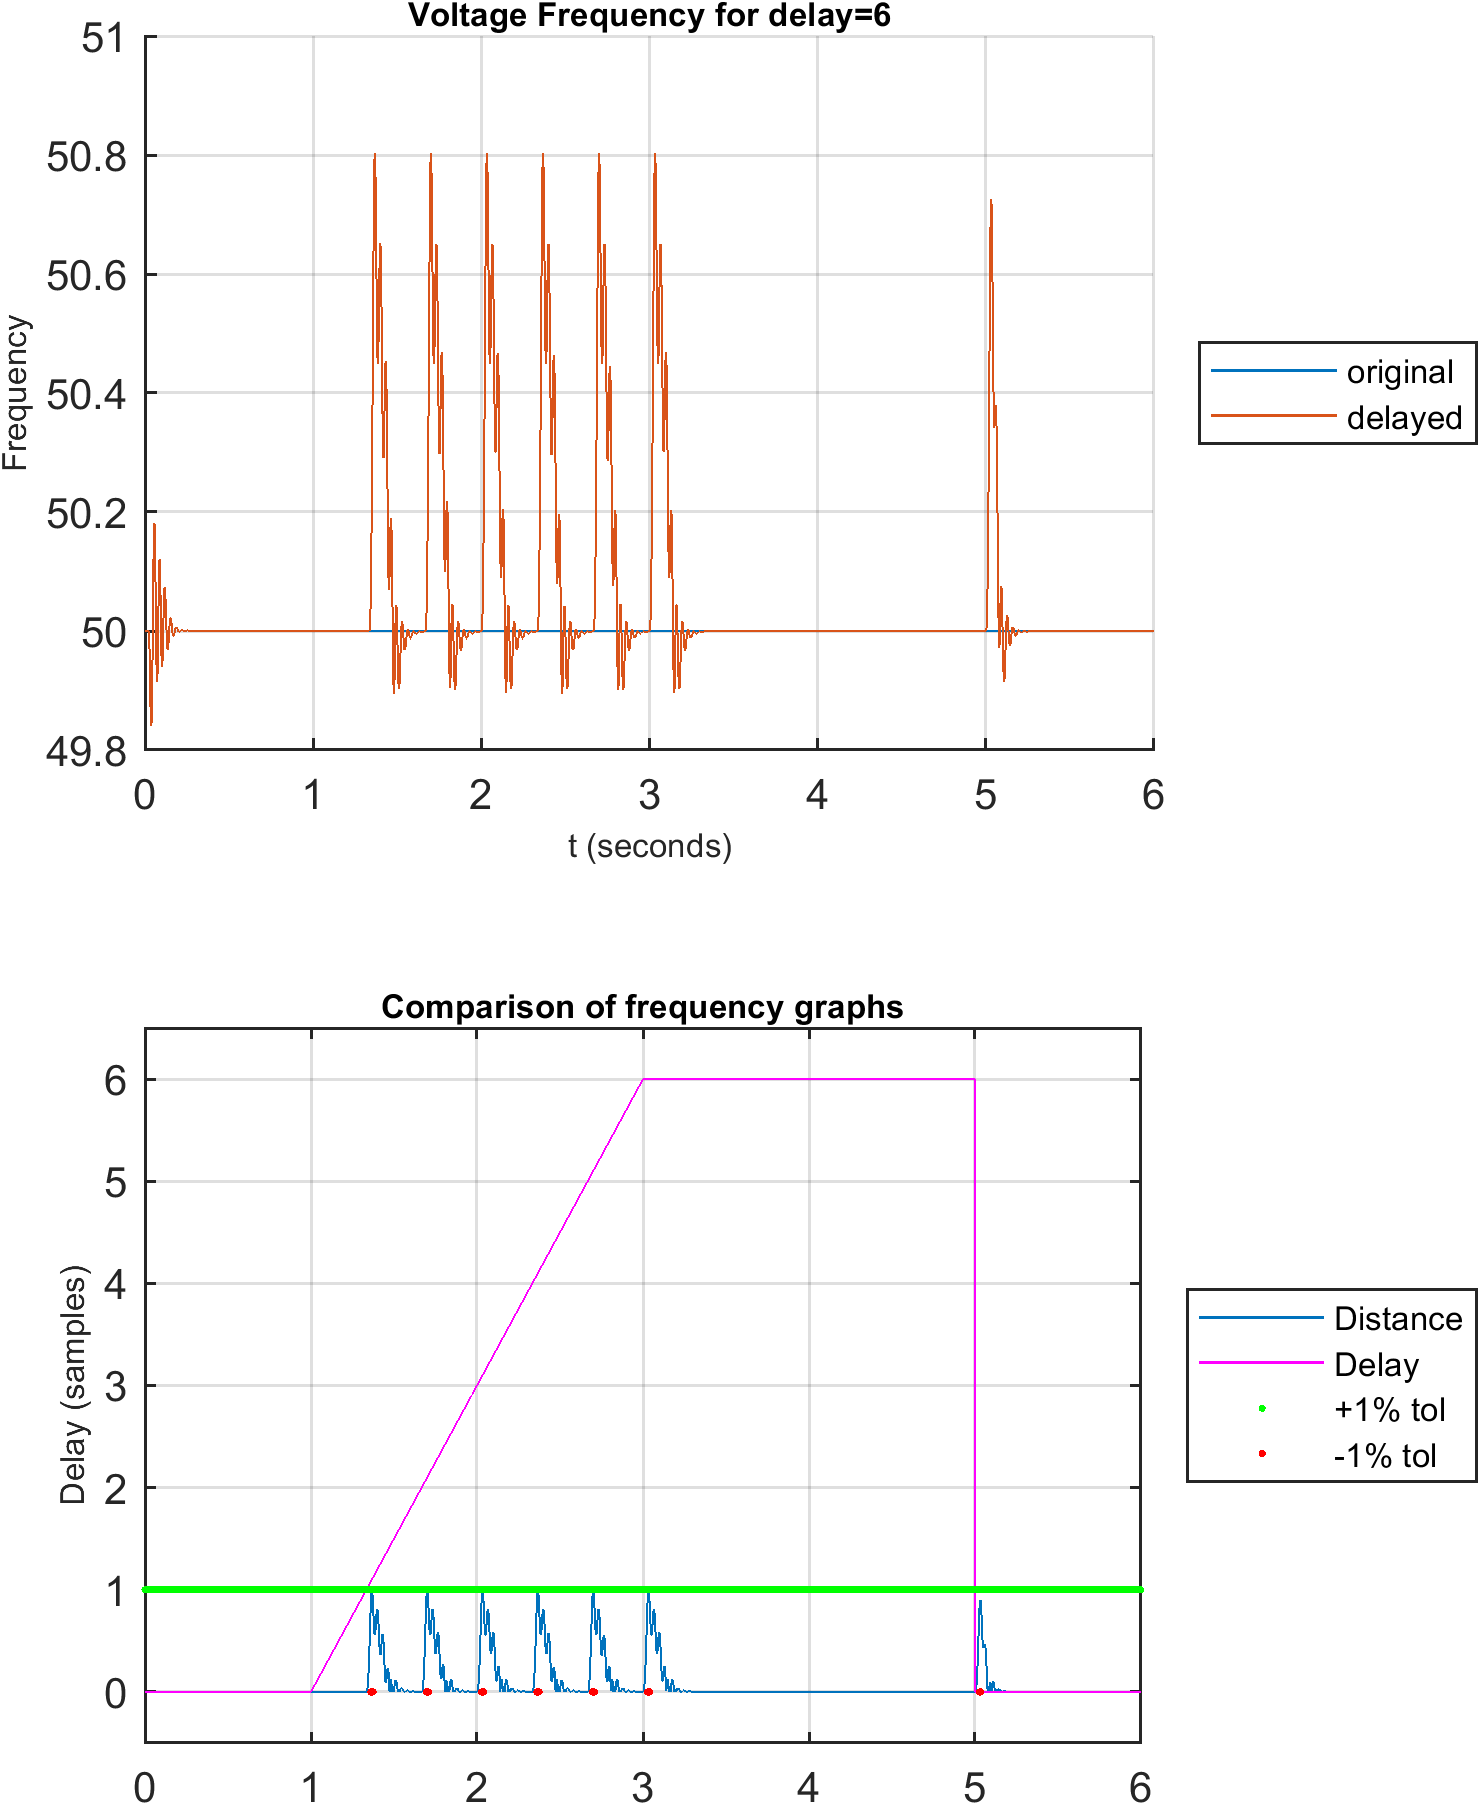 Voltage Frequency for delay=6
51
50.8
50.6
50.4
50.2
50
49.8
Frequency
0 1 2 3 4 5 6
t (seconds)
original
delayed
Comparison of frequency graphs
6
5
4
3
2
1
0
Delay (samples)
0 1 2 3 4 5 6
Distance
Delay
+1% tol
-1% tol